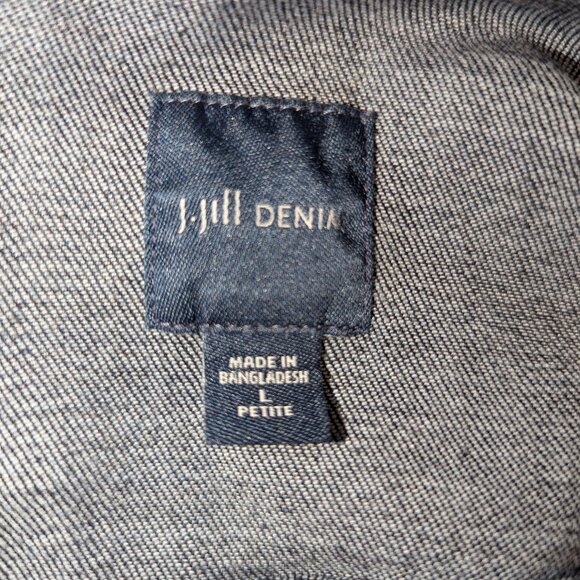 J.Jill DENIM
MADE IN
BANGLADESH
L
PETITE